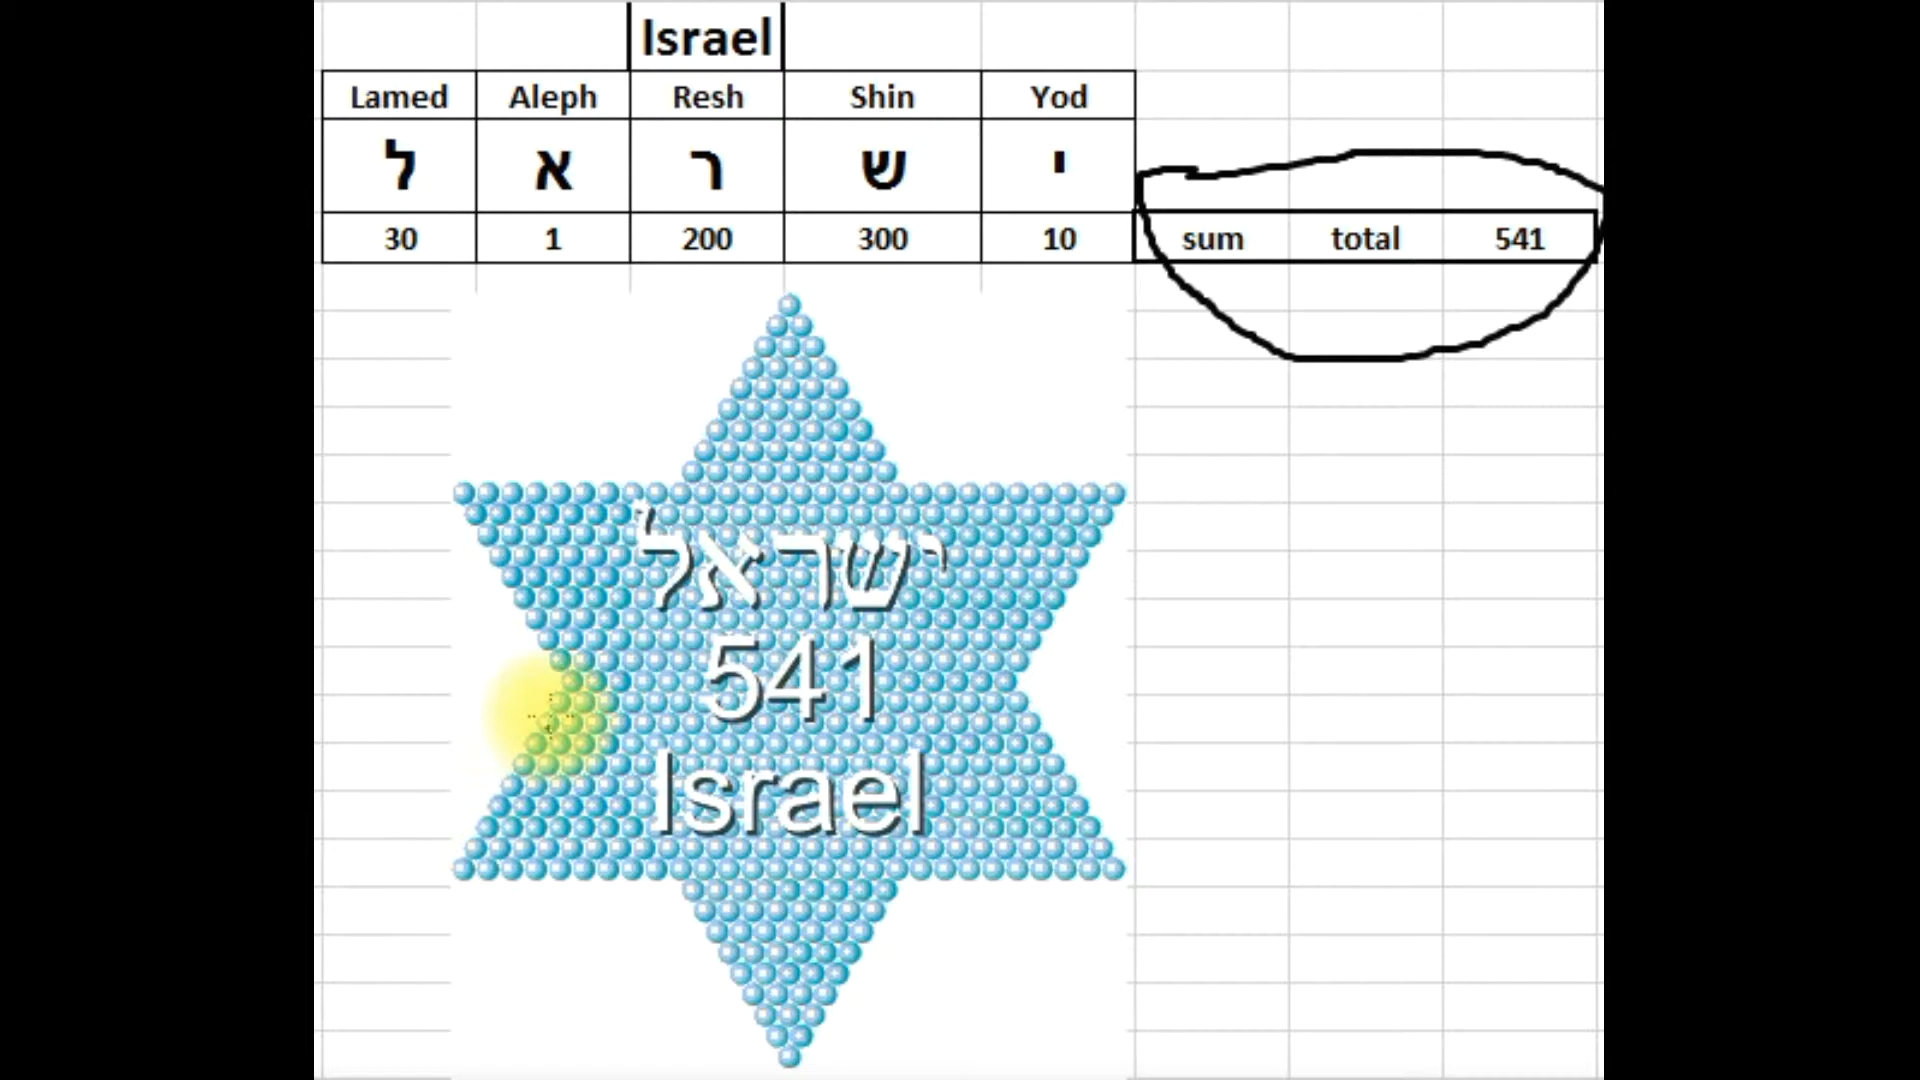 Israel
Lamed Aleph Resh Shin Yod
ל א ר ש י
30 1 200 300 10 sum total 541
ישראל
541
Israel